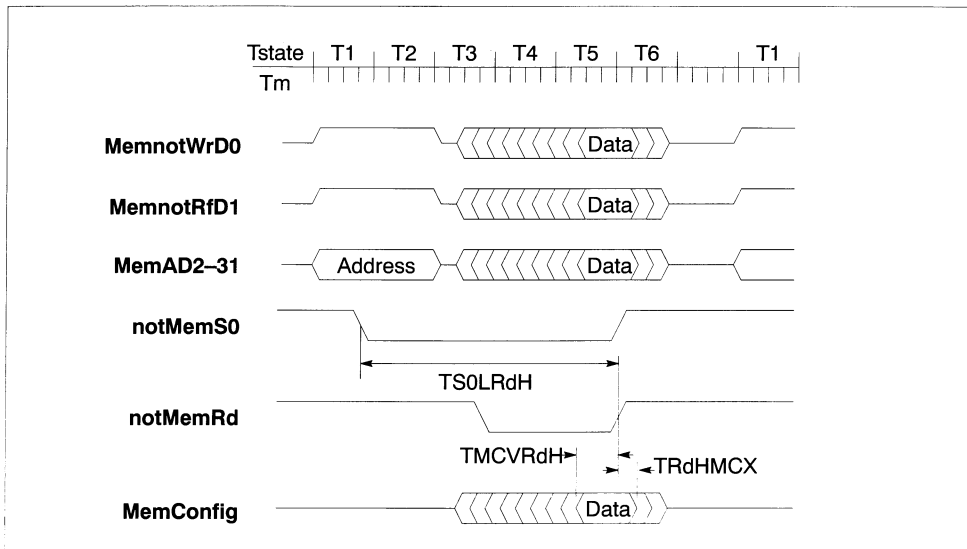 Tstate T1 T2 T3 T4 T5 T6 T1
Tm
MemnotWrD0 Data
MemnotRfD1 Data
MemAD2–31 Address Data
notMemS0
TS0LRdH
notMemRd
TMCVRdH TRdHMCX
MemConfig Data